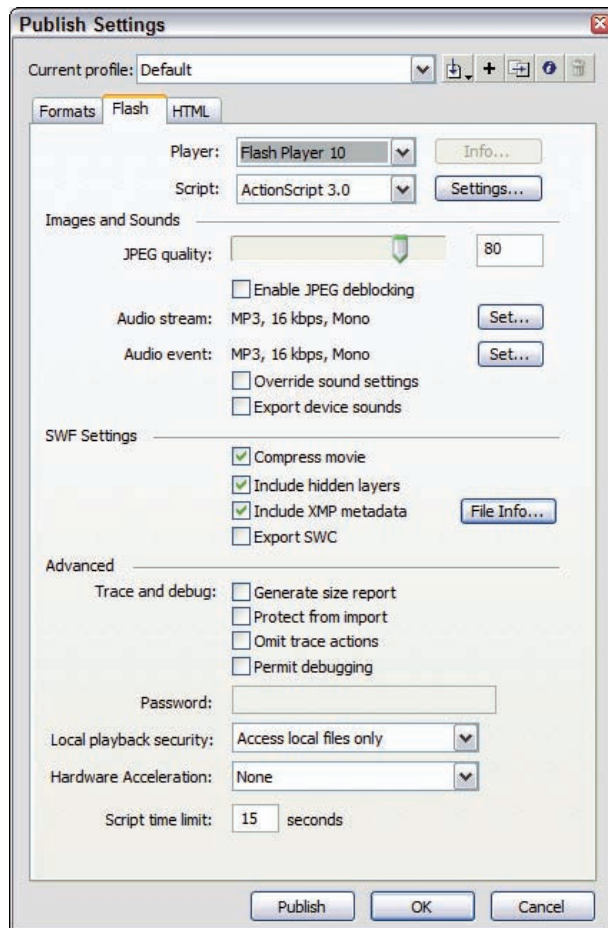 Publish Settings
Current profile: Default
Formats Flash HTML
Player: Flash Player 10 Info...
Script: ActionScript 3.0 Settings...
Images and Sounds
JPEG quality: 80
Enable JPEG deblocking
Audio stream: MP3, 16 kbps, Mono Set...
Audio event: MP3, 16 kbps, Mono Set...
Override sound settings
Export device sounds
SWF Settings
Compress movie
Include hidden layers
Include XMP metadata File Info...
Export SWC
Advanced
Trace and debug: Generate size report
Protect from import
Omit trace actions
Permit debugging
Password:
Local playback security: Access local files only
Hardware Acceleration: None
Script time limit: 15 seconds
Publish OK Cancel